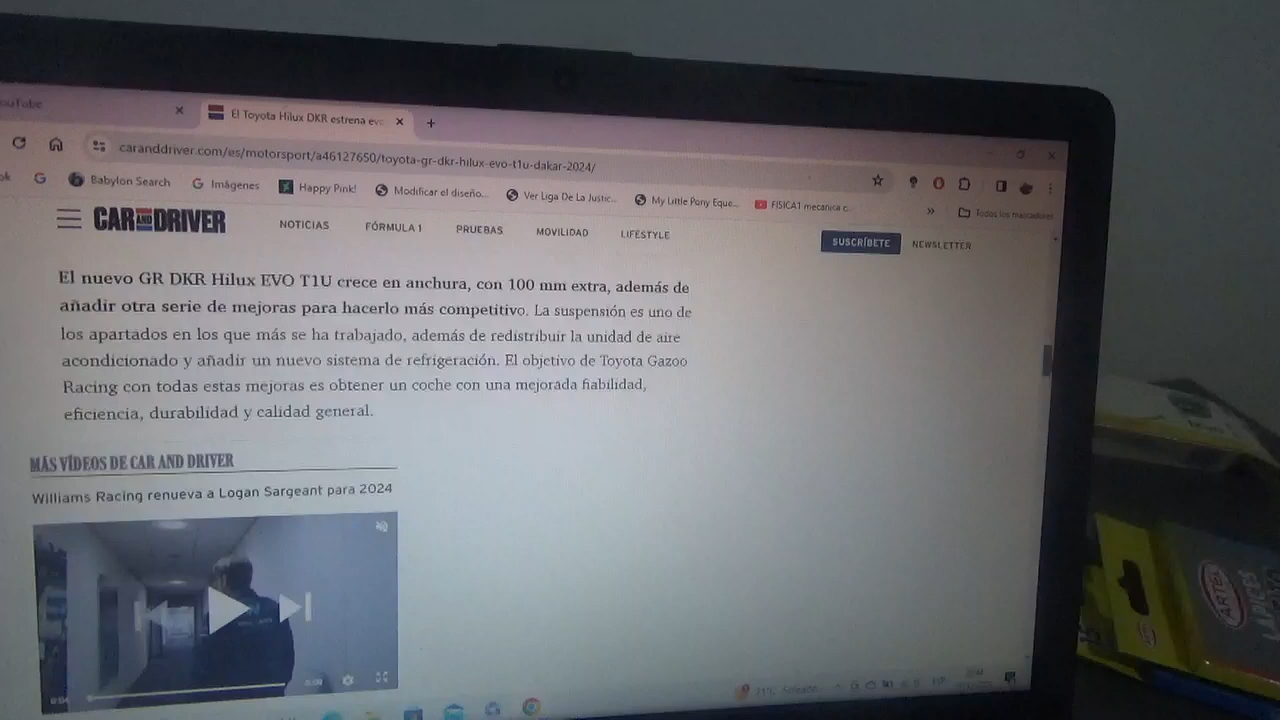 ouTube
El Toyota Hilux DKR estrena evo
caranddriver.com/es/motorsport/a46127650/toyota-gr-dkr-hilux-evo-t1u-dakar-2024/
ok
Babylon Search
Imágenes
Happy Pink!
Modificar el diseño...
Ver Liga De La Justic...
My Little Pony Eque...
FISICA1 mecanica c...
»
Todos los marcadores
CAR AND DRIVER
NOTICIAS
FÓRMULA 1
PRUEBAS
MOVILIDAD
LIFESTYLE
SUSCRÍBETE
NEWSLETTER
El nuevo GR DKR Hilux EVO T1U crece en anchura, con 100 mm extra, además de
añadir otra serie de mejoras para hacerlo más competitivo. La suspensión es uno de
los apartados en los que más se ha trabajado, además de redistribuir la unidad de aire
acondicionado y añadir un nuevo sistema de refrigeración. El objetivo de Toyota Gazoo
Racing con todas estas mejoras es obtener un coche con una mejorada fiabilidad,
eficiencia, durabilidad y calidad general.
MÁS VÍDEOS DE CAR AND DRIVER
Williams Racing renueva a Logan Sargeant para 2024
ARTEL